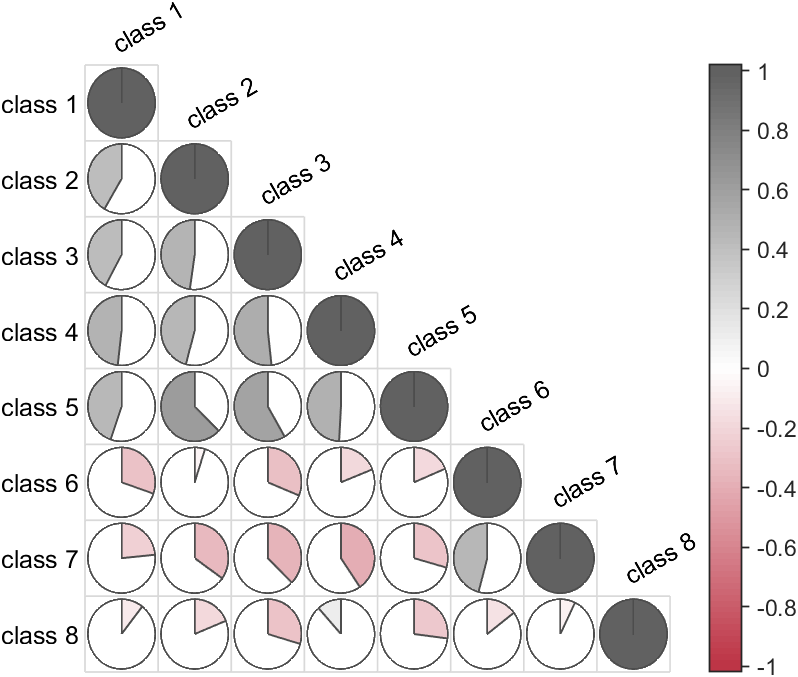 class 1
class 1
1
class 2
0.8
class 2
class 3
0.6
class 3
class 4
0.4
0.2
class 4
class 5
0
class 5
class 6
-0.2
class 6
class 7
-0.4
class 7
class 8
-0.6
-0.8
class 8
-1